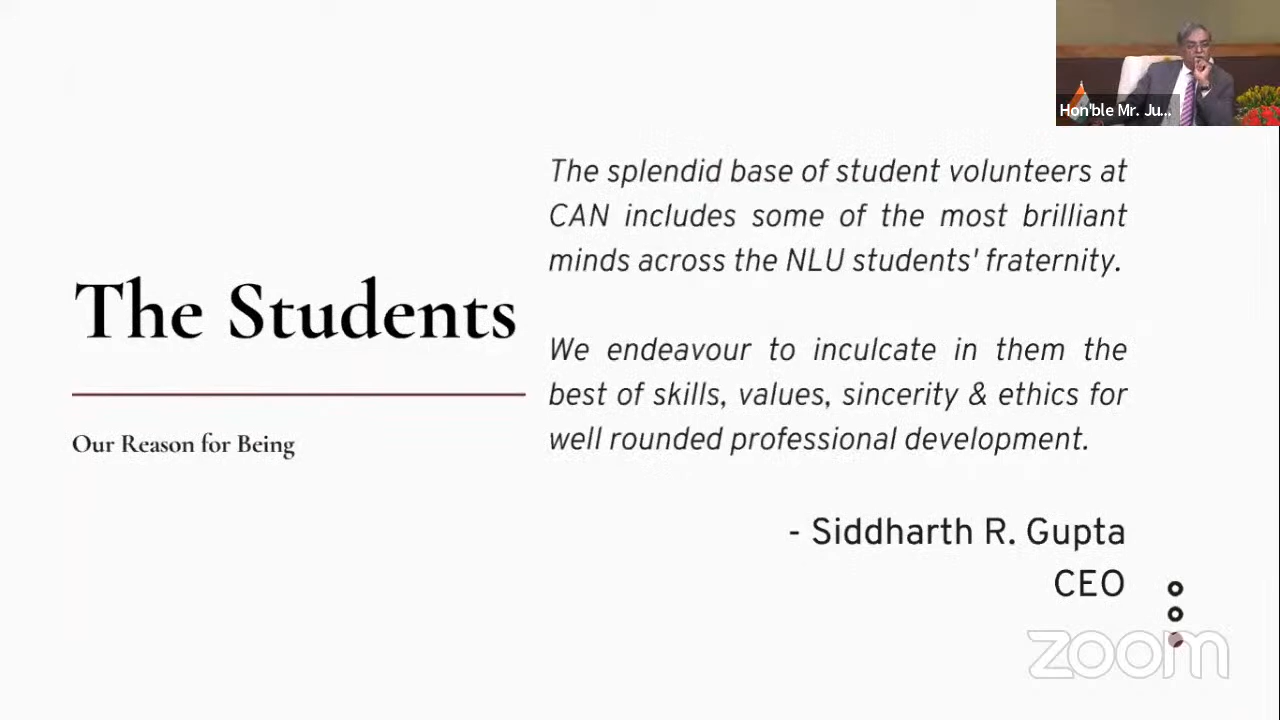 Hon'ble Mr. Ju...
The splendid base of student volunteers at
CAN includes some of the most brilliant
minds across the NLU students' fraternity.
The Students
We endeavour to inculcate in them the
best of skills, values, sincerity & ethics for
well rounded professional development.
Our Reason for Being
- Siddharth R. Gupta
CEO
zoom